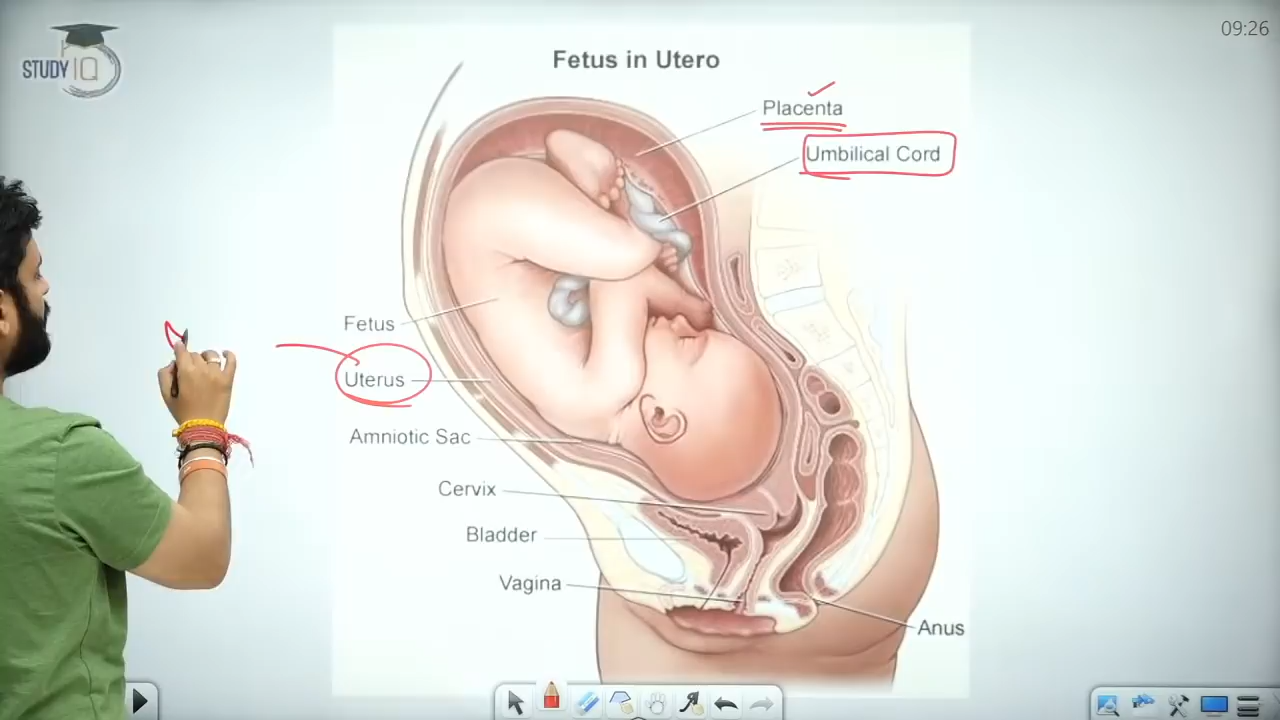 STUDY IQ
09:26
Fetus in Utero
Placenta
Umbilical Cord
Fetus
Uterus
Amniotic Sac
Cervix
Bladder
Vagina
Anus